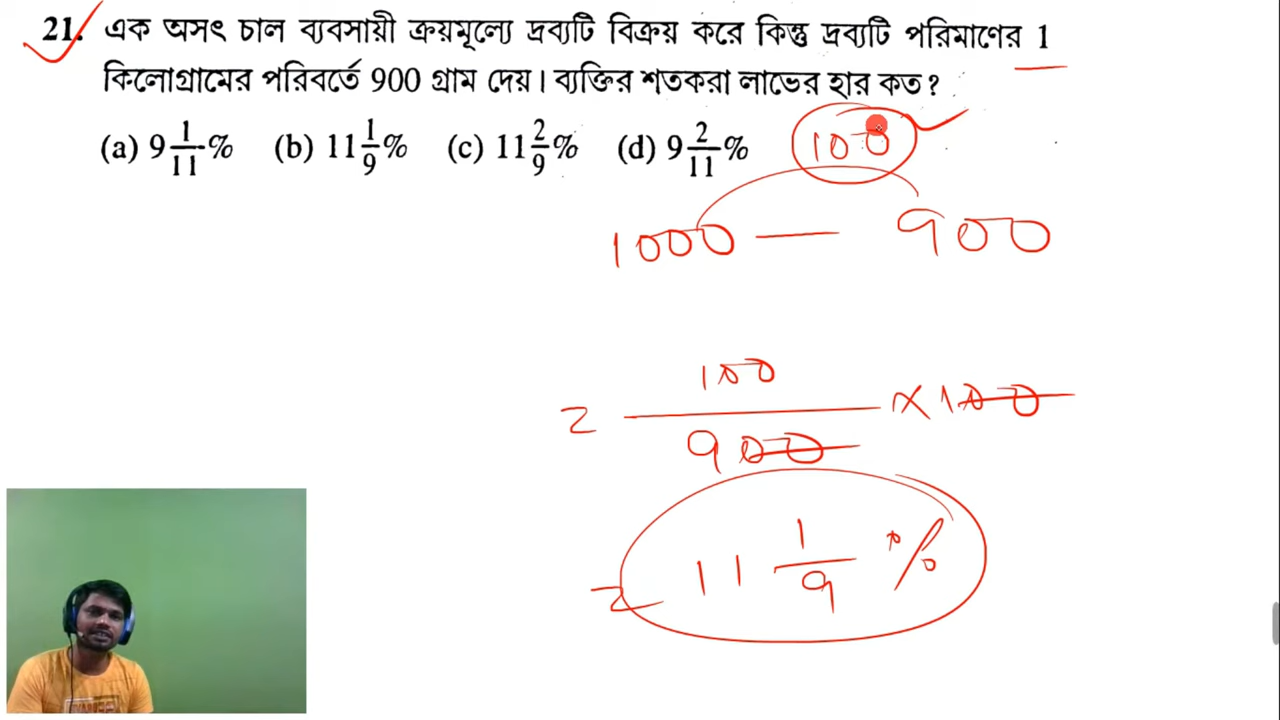 21. এক অসৎ চাল ব্যবসায়ী ক্রয়মূল্যে দ্রব্যটি বিক্রয় করে কিন্তু দ্রব্যটি পরিমাণের 1
কিলোগ্রামের পরিবর্তে 900 গ্রাম দেয়। ব্যক্তির শতকরা লাভের হার কত?
(a) 9 1/11% (b) 11 1/9% (c) 11 2/9% (d) 9 2/11%
100
1000 — 900
= 100/900 × 100
= 11 1/9 %